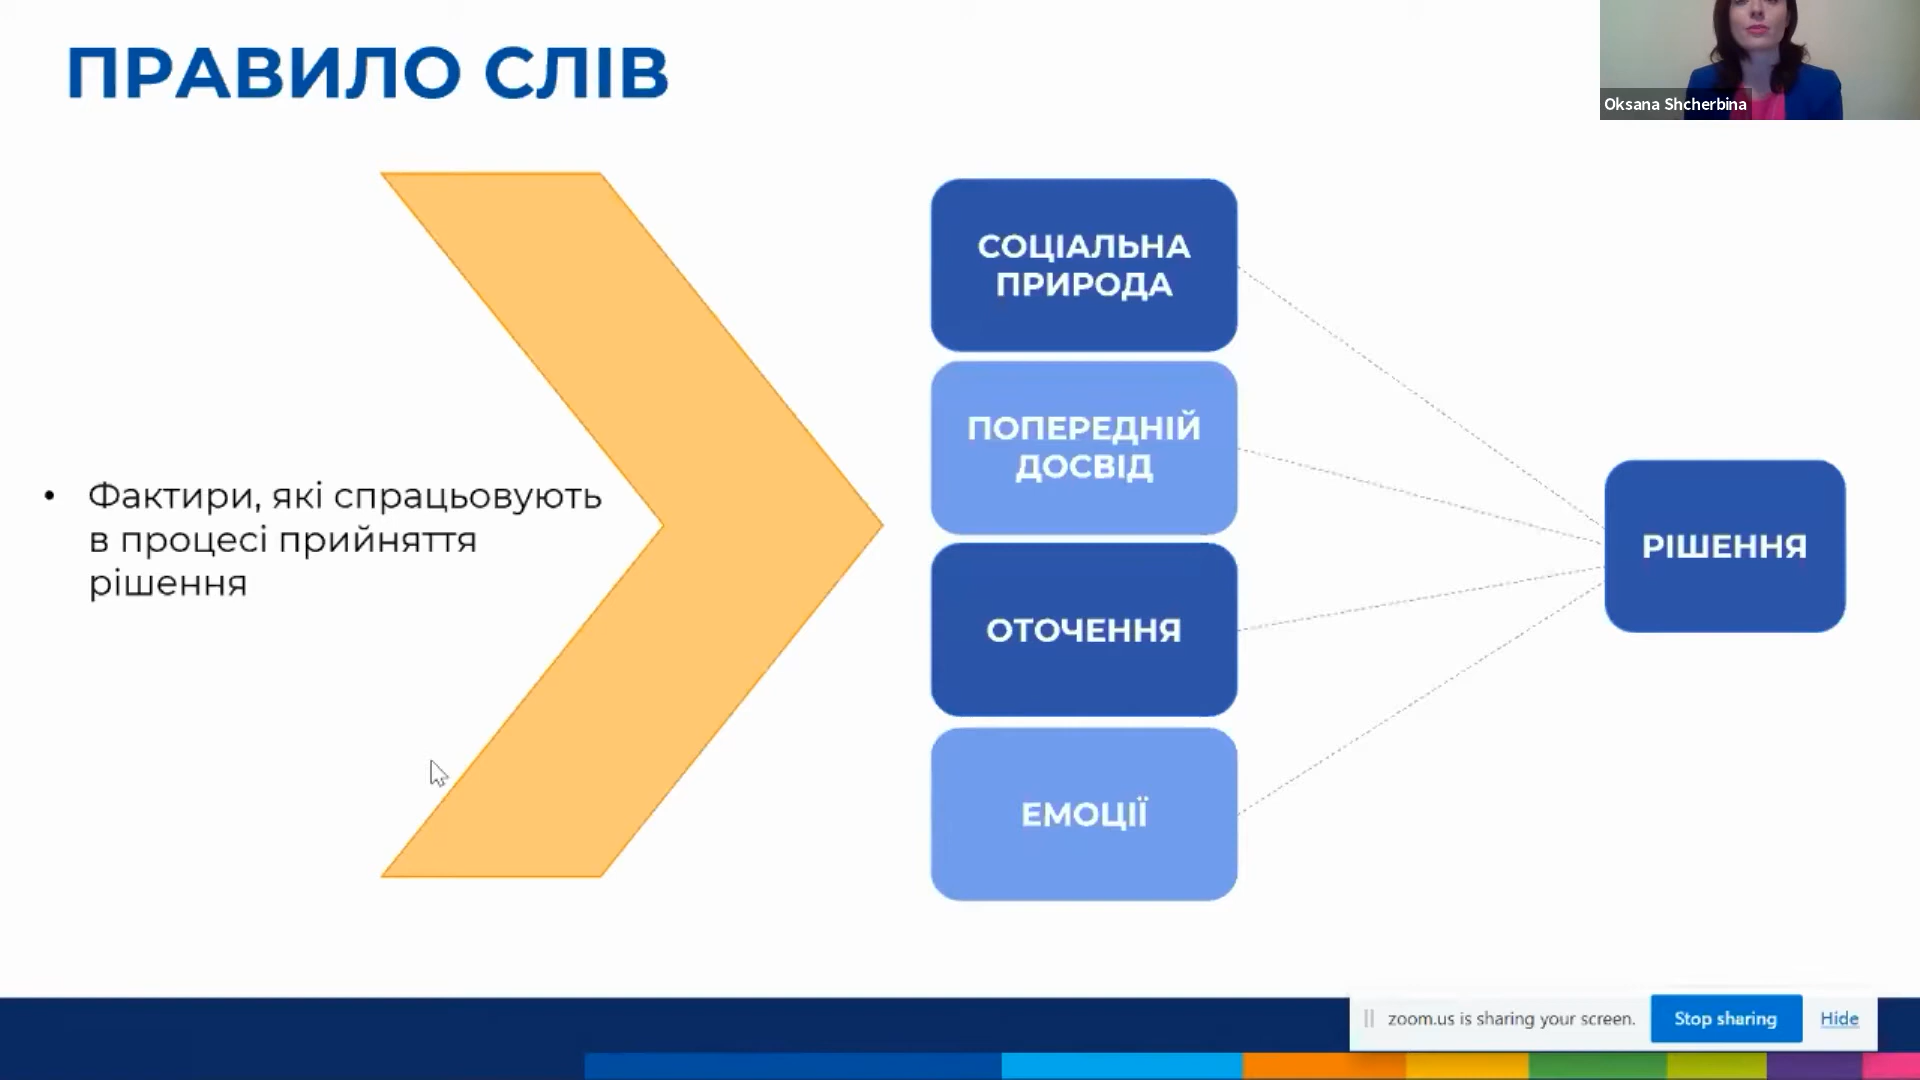 ПРАВИЛО СЛІВ
Oksana Shcherbina
• Фактири, які спрацьовують
в процесі прийняття
рішення
СОЦІАЛЬНА
ПРИРОДА
ПОПЕРЕДНІЙ
ДОСВІД
ОТОЧЕННЯ
ЕМОЦІЇ
РІШЕННЯ
zoom.us is sharing your screen.
Stop sharing
Hide